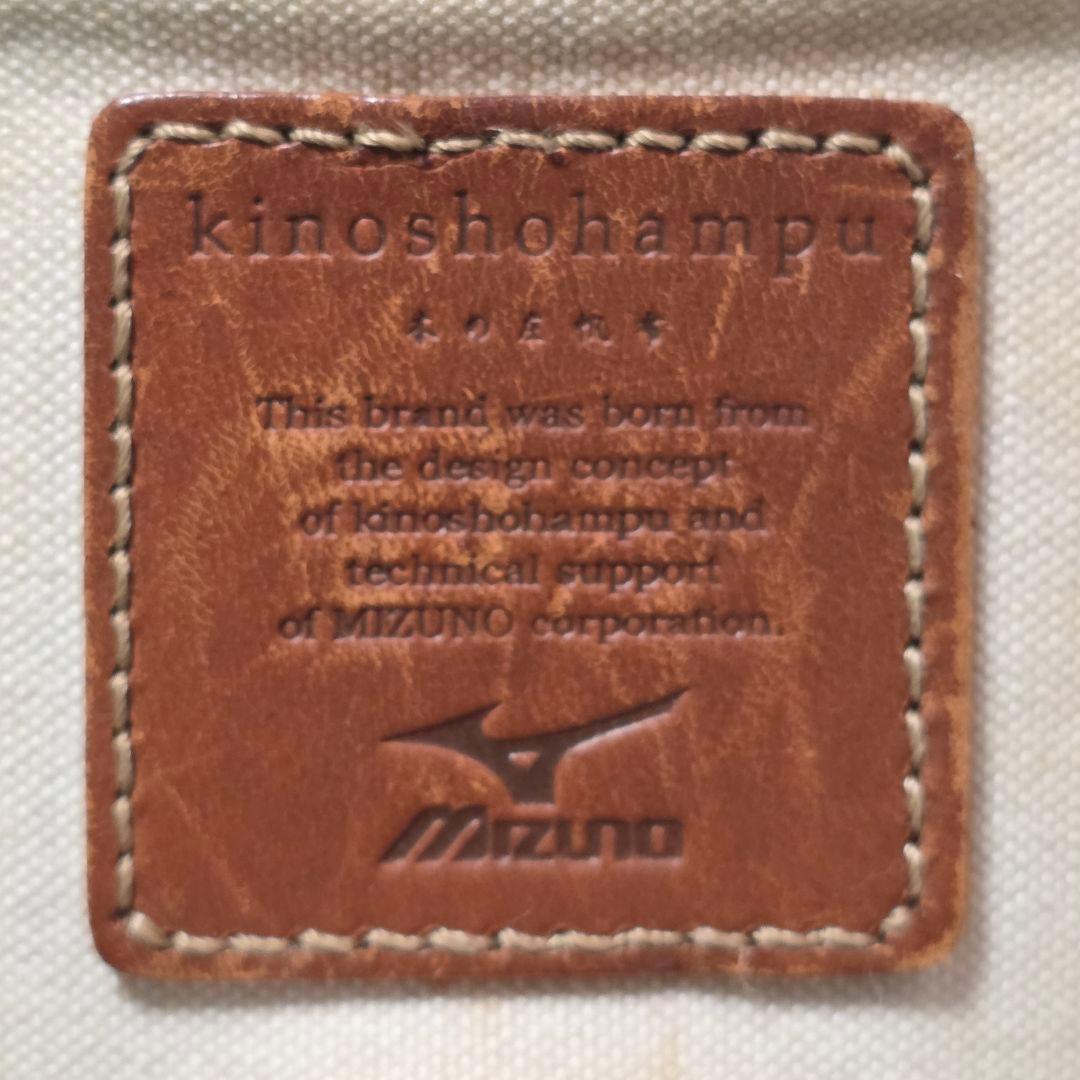 kinoshohampu
木の庄帆布
This brand was born from
the design concept
of kinoshohampu and
technical support
of MIZUNO corporation.
MIZUNO